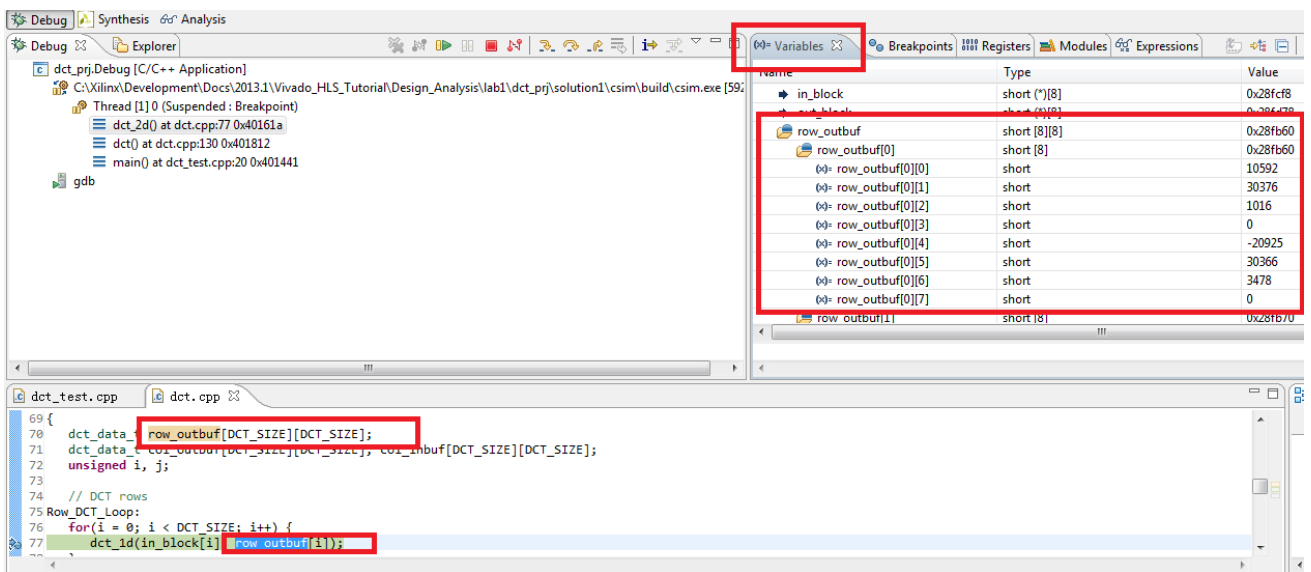 Debug Synthesis Analysis
Debug Explorer
dct_prj.Debug [C/C++ Application]
C:\Xilinx\Development\Docs\2013.1\Vivado_HLS_Tutorial\Design_Analysis\lab1\dct_prj\solution1\csim\build\csim.exe [592
Thread [1] 0 (Suspended : Breakpoint)
dct_2d() at dct.cpp:77 0x40161a
dct() at dct.cpp:130 0x401812
main() at dct_test.cpp:20 0x401441
gdb
(x)= Variables Breakpoints Registers Modules Expressions
Name Type Value
in_block short (*)[8] 0x28fcf8
out_block short (*)[8] 0x28fd78
row_outbuf short [8][8] 0x28fb60
row_outbuf[0] short [8] 0x28fb60
(x)= row_outbuf[0][0] short 10592
(x)= row_outbuf[0][1] short 30376
(x)= row_outbuf[0][2] short 1016
(x)= row_outbuf[0][3] short 0
(x)= row_outbuf[0][4] short -20925
(x)= row_outbuf[0][5] short 30366
(x)= row_outbuf[0][6] short 3478
(x)= row_outbuf[0][7] short 0
row_outbuf[1] short [8] 0x28fb70
dct_test.cpp dct.cpp
69 {
70 dct_data_t row_outbuf[DCT_SIZE][DCT_SIZE];
71 dct_data_t col_outbuf[DCT_SIZE][DCT_SIZE], col_inbuf[DCT_SIZE][DCT_SIZE];
72 unsigned i, j;
73
74 // DCT rows
75 Row_DCT_Loop:
76 for(i = 0; i < DCT_SIZE; i++) {
77 dct_1d(in_block[i] row_outbuf[i]);